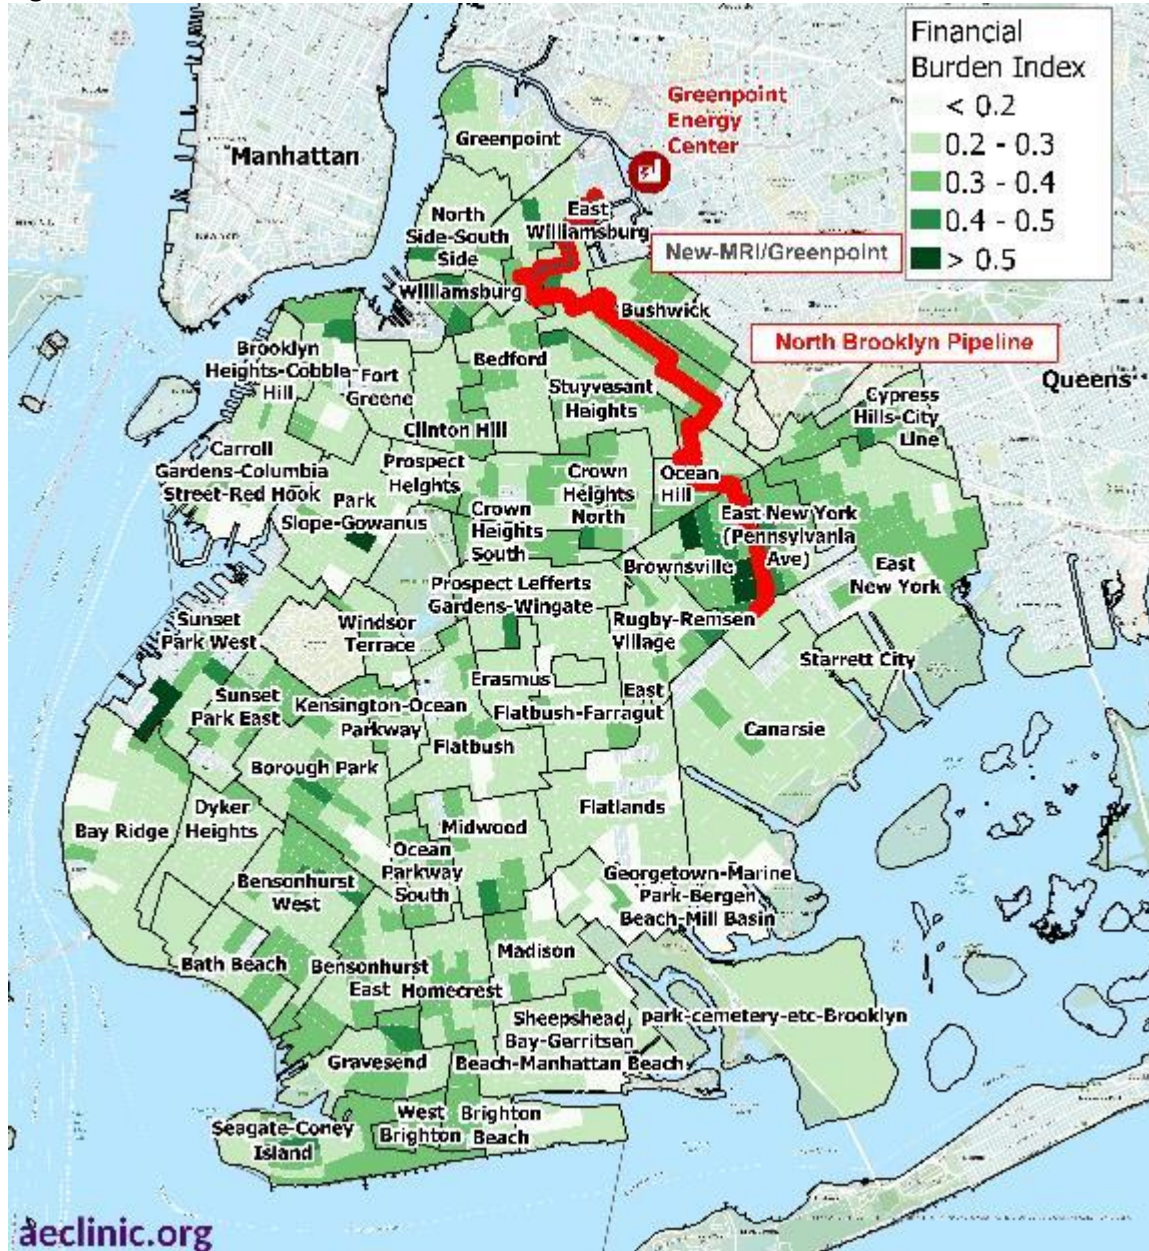 Financial
Burden Index
< 0.2
0.2 - 0.3
0.3 - 0.4
0.4 - 0.5
> 0.5
Greenpoint
Energy
Center
Greenpoint
Manhattan
East
Williamsburg
North
Side-South
Side
New-MRI/Greenpoint
Williamsburg
Bushwick
North Brooklyn Pipeline
Brooklyn
Heights-Cobble
Hill
Fort
Greene
Bedford
Stuyvesant
Heights
Queens
Cypress
Hills-City
Line
Clinton Hill
Carroll
Gardens-Columbia
Street-Red Hook
Prospect
Heights
Park
Slope-Gowanus
Crown
Heights
North
Ocean
Hill
Crown
Heights
South
East New York
(Pennsylvania
Ave)
Brownsville
East
New York
Prospect Lefferts
Gardens-Wingate
Sunset
Park West
Windsor
Terrace
Rugby-Remsen
Village
Starrett City
Erasmus
Sunset
Park East
Kensington-Ocean
Parkway
East
Flatbush-Farragut
Canarsie
Flatbush
Borough Park
Flatlands
Dyker
Heights
Bay Ridge
Midwood
Ocean
Parkway
South
Georgetown-Marine
Park-Bergen
Beach-Mill Basin
Bensonhurst
West
Madison
Bath Beach
Bensonhurst
East
Homecrest
Sheepshead
Bay-Gerritsen
Beach-Manhattan Beach
park-cemetery-etc-Brooklyn
Gravesend
West
Brighton
Brighton
Beach
Seagate-Coney
Island
aeclinic.org